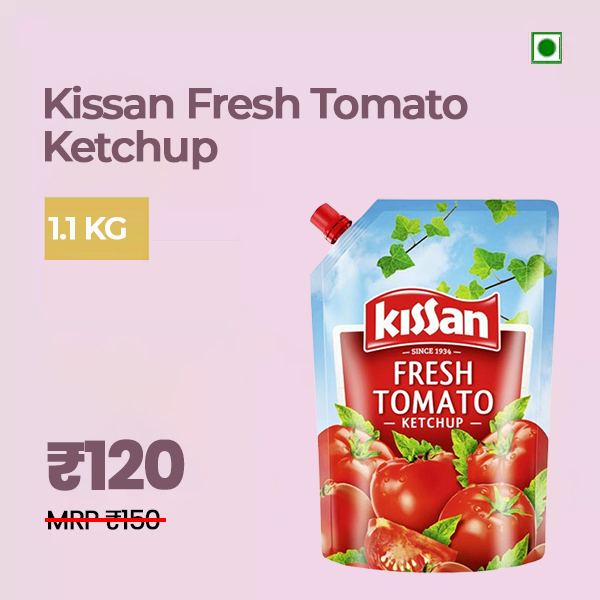 Kissan Fresh Tomato
Ketchup
1.1 KG
kissan
SINCE 1934
FRESH
TOMATO
KETCHUP
₹120
MRP ₹150